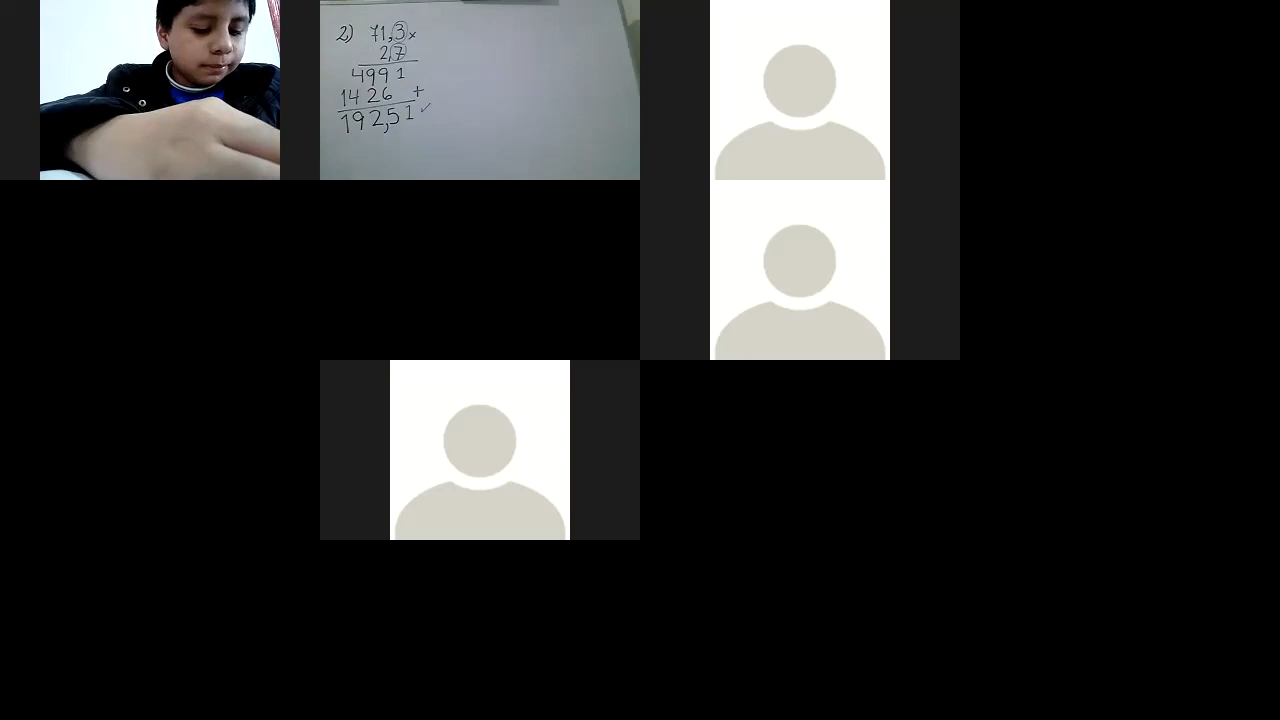 2) 71,3 x
2,7
4991
1426 +
192,51 ✓